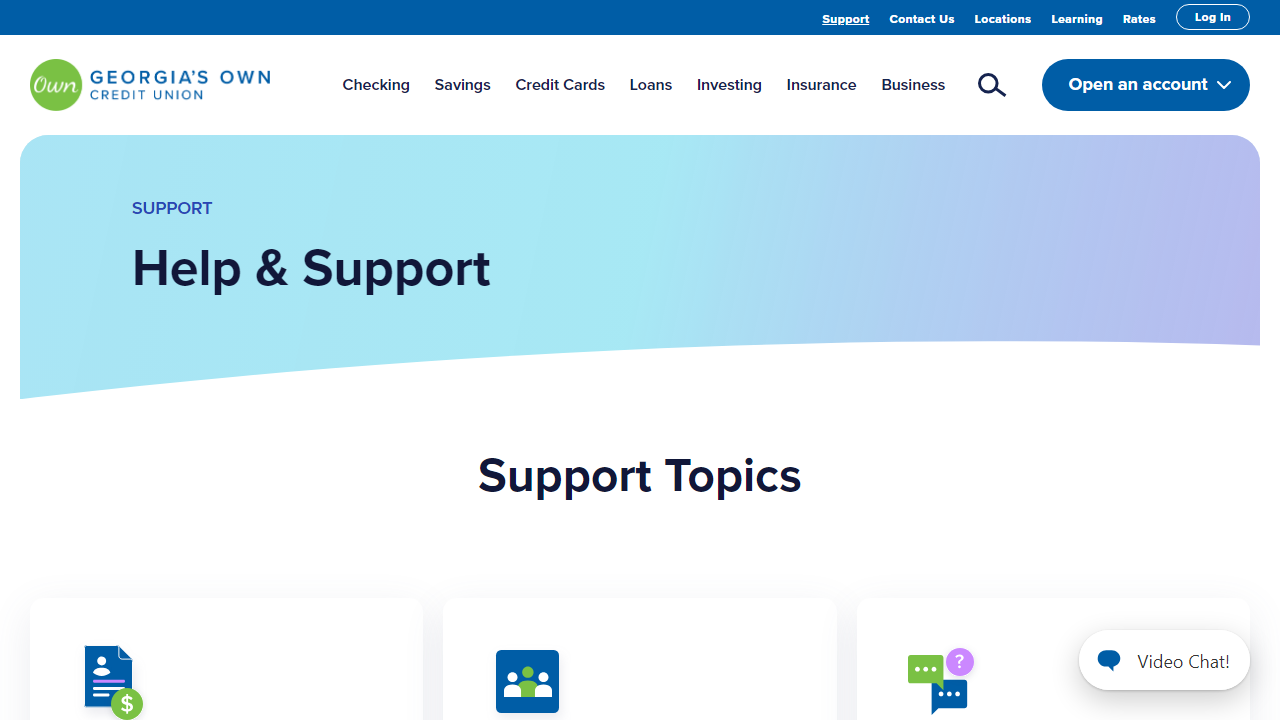 Support Contact Us Locations Learning Rates Log In
Own GEORGIA'S OWN
CREDIT UNION
Checking Savings Credit Cards Loans Investing Insurance Business Open an account
SUPPORT
Help & Support
Support Topics
$
?
Video Chat!